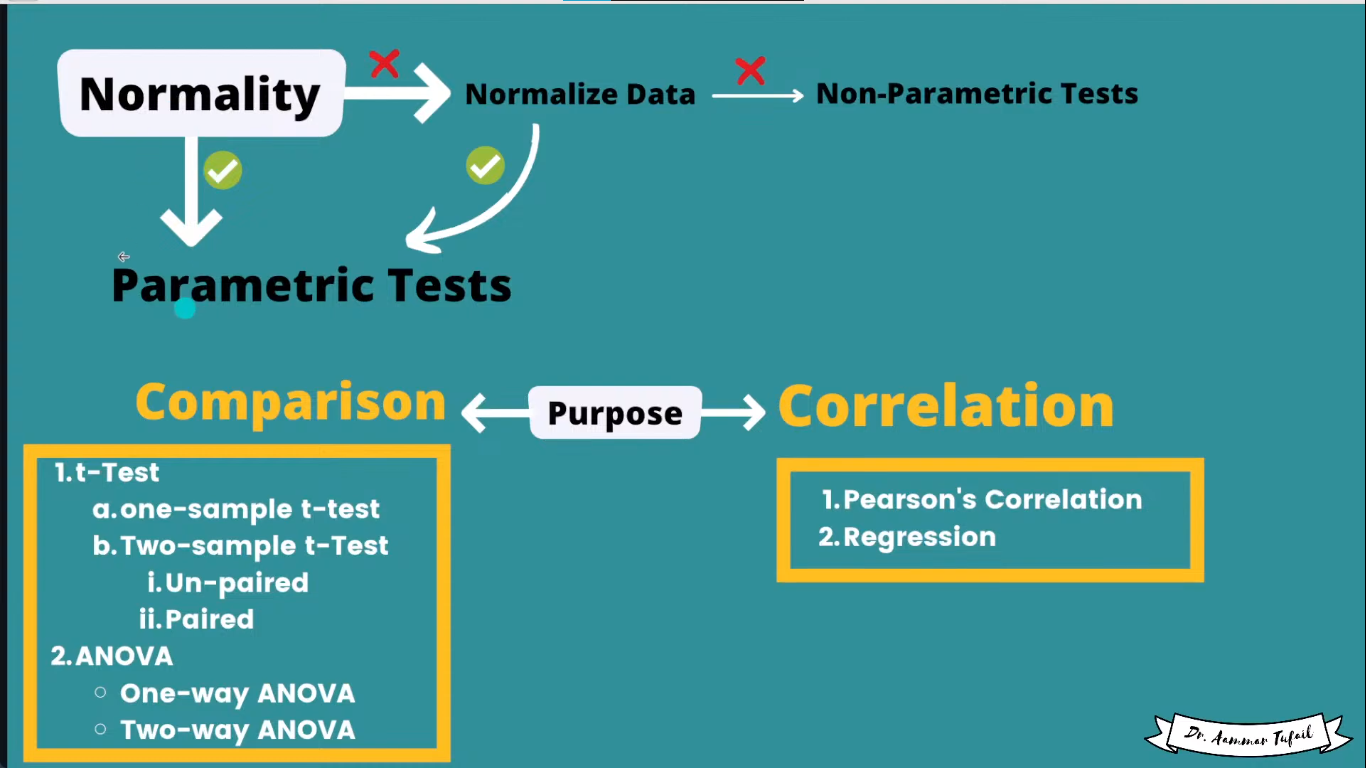 Normality
Normalize Data
Non-Parametric Tests
Parametric Tests
Comparison
Purpose
Correlation
1.t-Test
a.one-sample t-test
b.Two-sample t-Test
i.Un-paired
ii.Paired
2.ANOVA
One-way ANOVA
Two-way ANOVA
1.Pearson's Correlation
2.Regression
Dr. Aammar Tufail